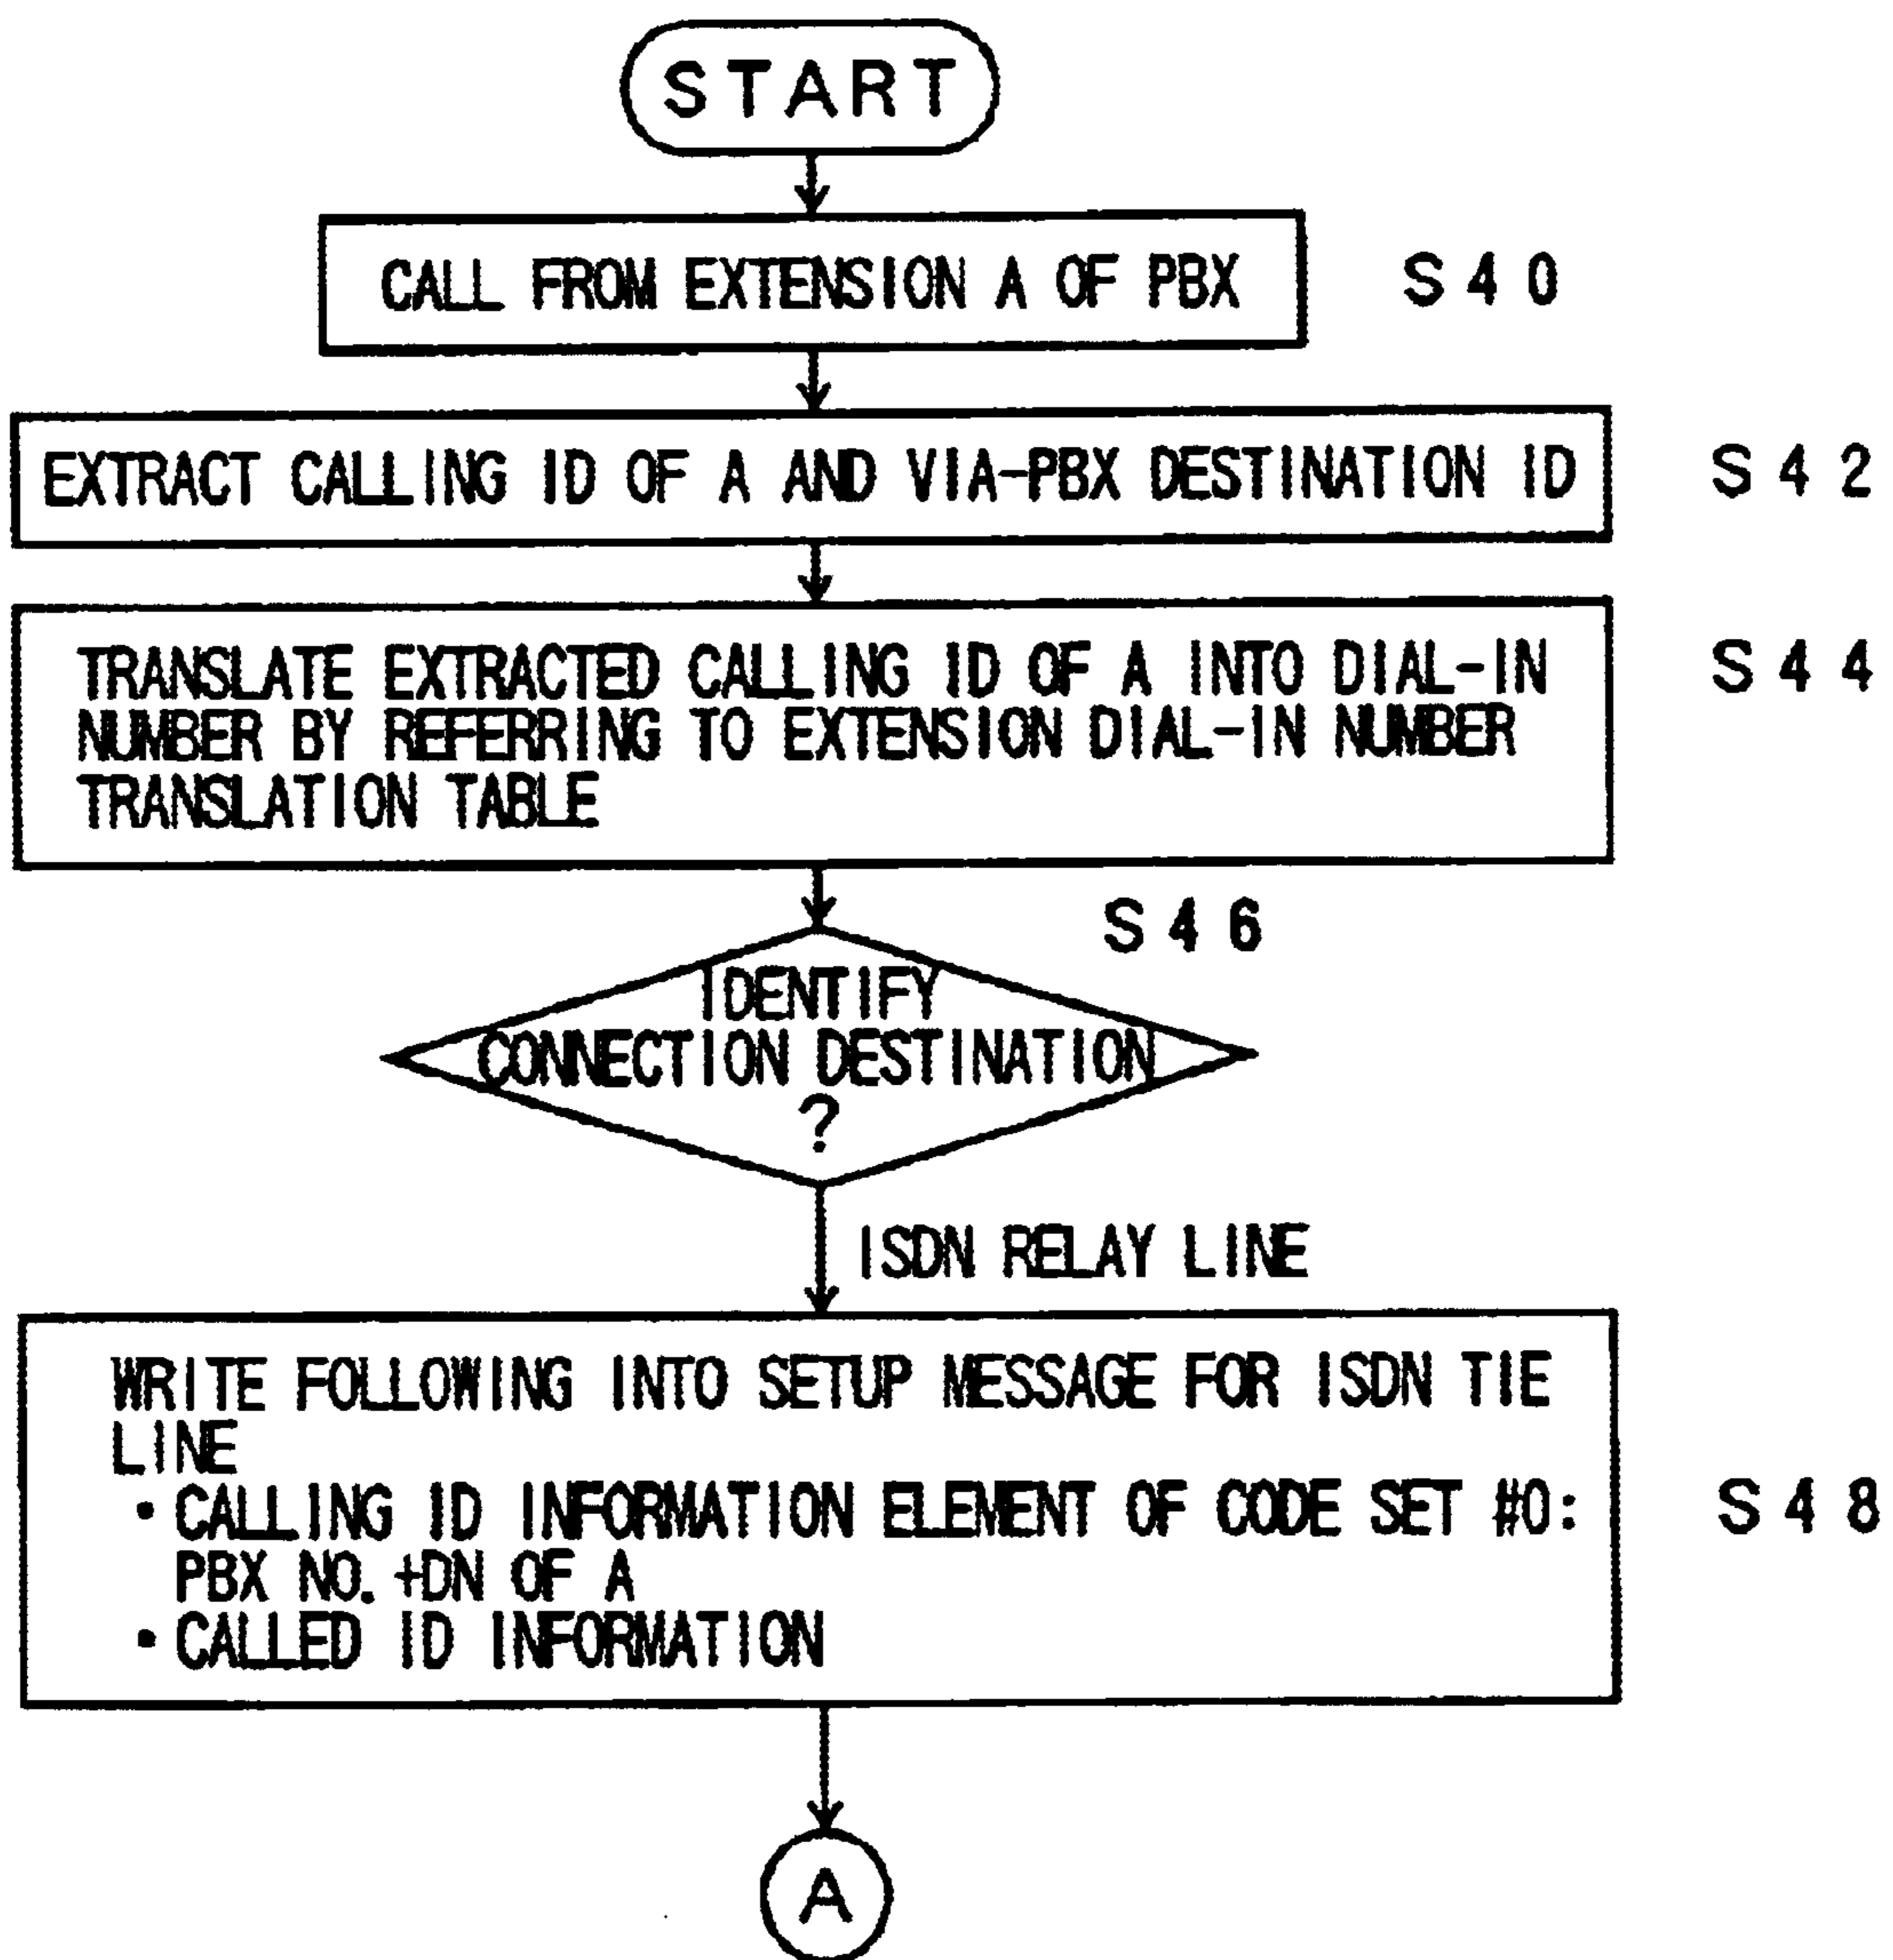 START
CALL FROM EXTENSION A OF PBX
S40
EXTRACT CALLING ID OF A AND VIA-PBX DESTINATION ID
S42
TRANSLATE EXTRACTED CALLING ID OF A INTO DIAL-IN
NUMBER BY REFERRING TO EXTENSION DIAL-IN NUMBER
TRANSLATION TABLE
S44
S46
IDENTIFY
CONNECTION DESTINATION
?
ISDN RELAY LINE
WRITE FOLLOWING INTO SETUP MESSAGE FOR ISDN TIE
LINE
• CALLING ID INFORMATION ELEMENT OF CODE SET #0:
PBX NO. +DN OF A
• CALLED ID INFORMATION
S48
A